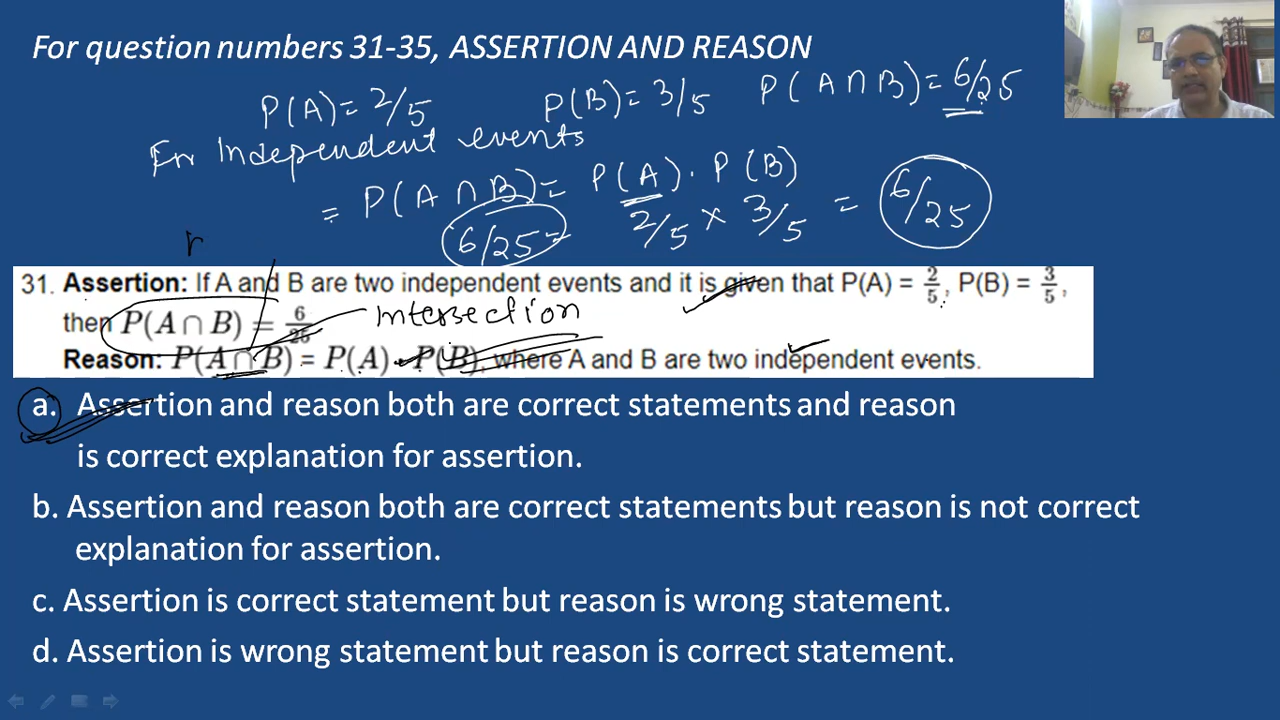 For question numbers 31-35, ASSERTION AND REASON
P(A)= 2/5 P(B)= 3/5 P(A∩B)= 6/25
For Independent events
= P(A∩B)= P(A). P(B)
6/25 = 2/5 × 3/5 = 6/25
r
31. Assertion: If A and B are two independent events and it is given that P(A) = 2/5, P(B) = 3/5,
then P(A∩B) = 6/25 Intersection
Reason: P(A∩B) = P(A) · P(B), where A and B are two independent events.
a. Assertion and reason both are correct statements and reason
is correct explanation for assertion.
b. Assertion and reason both are correct statements but reason is not correct
explanation for assertion.
c. Assertion is correct statement but reason is wrong statement.
d. Assertion is wrong statement but reason is correct statement.